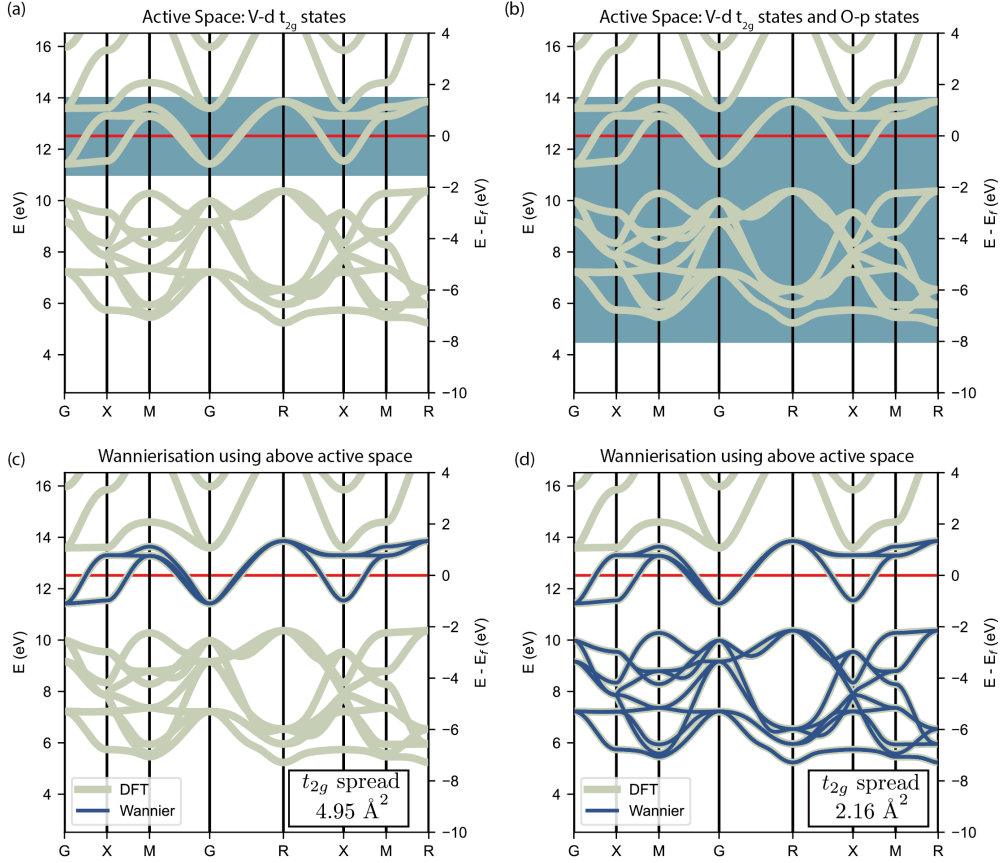 (a)
Active Space: V-d t2g states
16
14
12
10
8
6
4
E (eV)
4
2
0
−2
−4
−6
−8
−10
E - Ef (eV)
G X M G R X M R
(b)
Active Space: V-d t2g states and O-p states
16
14
12
10
8
6
4
E (eV)
4
2
0
−2
−4
−6
−8
−10
E - Ef (eV)
G X M G R X M R
(c)
Wannierisation using above active space
16
14
12
10
8
6
4
E (eV)
4
2
0
−2
−4
−6
−8
−10
E - Ef (eV)
DFT
Wannier
t2g spread
4.95 Å2
G X M G R X M R
(d)
Wannierisation using above active space
16
14
12
10
8
6
4
E (eV)
4
2
0
−2
−4
−6
−8
−10
E - Ef (eV)
DFT
Wannier
t2g spread
2.16 Å2
G X M G R X M R